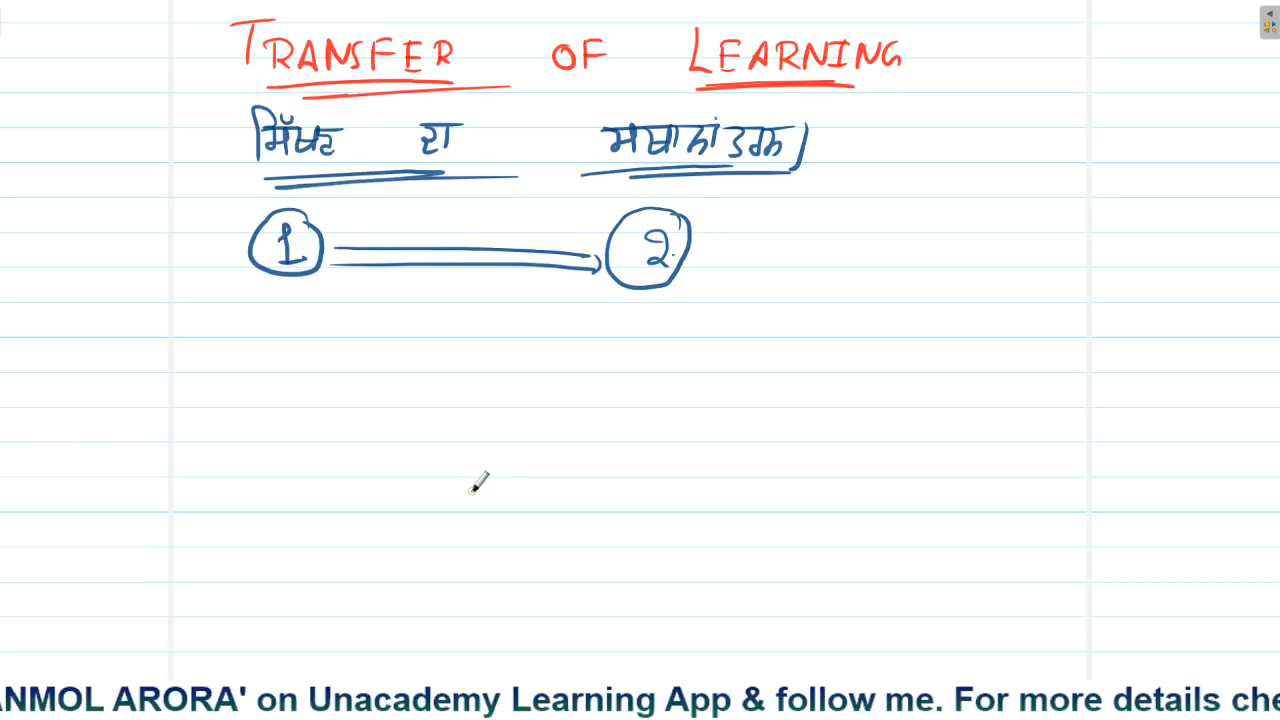 TRANSFER OF LEARNING
ਸਿੱਖਣ ਦਾ ਸਥਾਨਾਂਤਰਨ
1 2
ANMOL ARORA' on Unacademy Learning App & follow me. For more details che